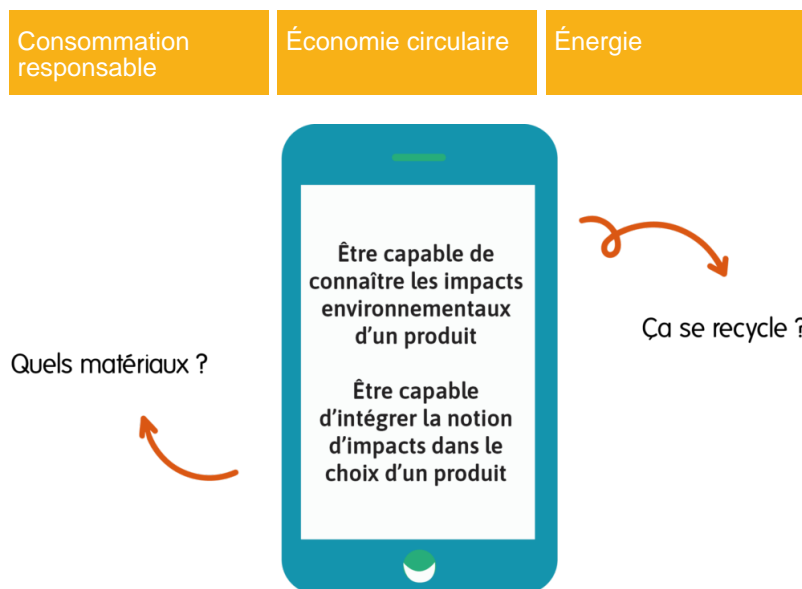 Consommation
responsable
Économie circulaire
Énergie
Être capable de
connaître les impacts
environnementaux
d’un produit
Ça se recycle ?
Quels matériaux ?
Être capable
d’intégrer la notion
d’impacts dans le
choix d’un produit